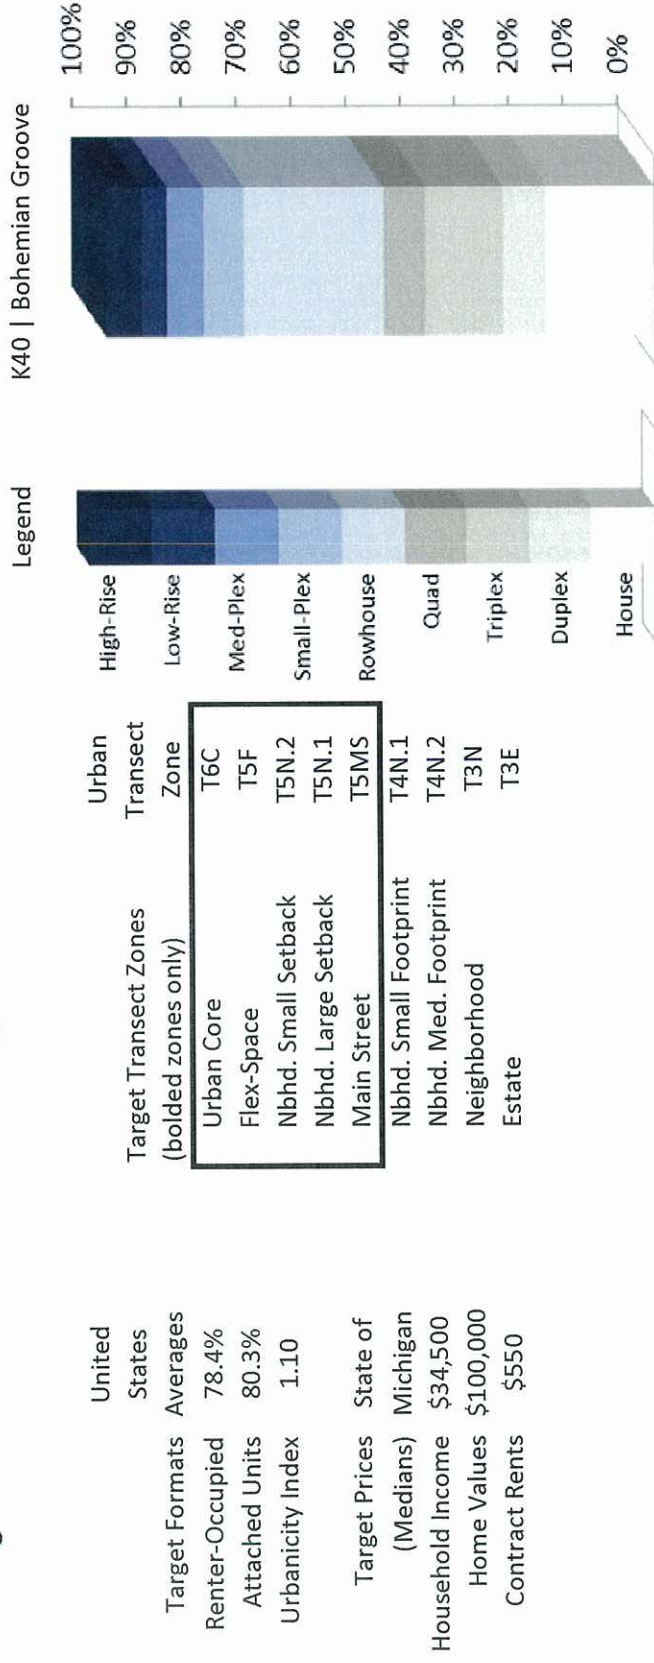 Target Formats
United States Averages
Renter-Occupied 78.4%
Attached Units 80.3%
Urbanicity Index 1.10
Target Prices (Medians)
State of Michigan
Household Income $34,500
Home Values $100,000
Contract Rents $550
Target Transect Zones
(bolded zones only)
Urban Transect Zone
Urban Core T6C
Flex-Space T5F
Nbhd. Small Setback T5N.2
Nbhd. Large Setback T5N.1
Main Street T5MS
Nbhd. Small Footprint T4N.1
Nbhd. Med. Footprint T4N.2
Neighborhood T3N
Estate T3E
Legend
High-Rise
Low-Rise
Med-Plex
Small-Plex
Rowhouse
Quad
Triplex
Duplex
House
K40 | Bohemian Groove
100%
90%
80%
70%
60%
50%
40%
30%
20%
10%
0%